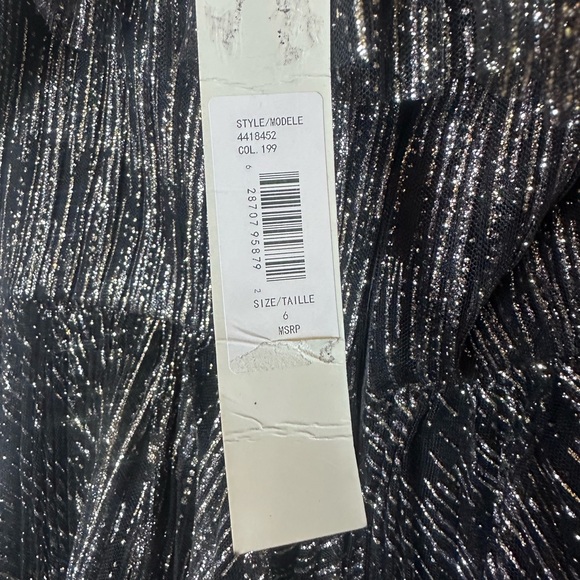 STYLE/MODELE
4418452
COL. 199
6 28707 95879 2
SIZE/TAILLE
6
MSRP